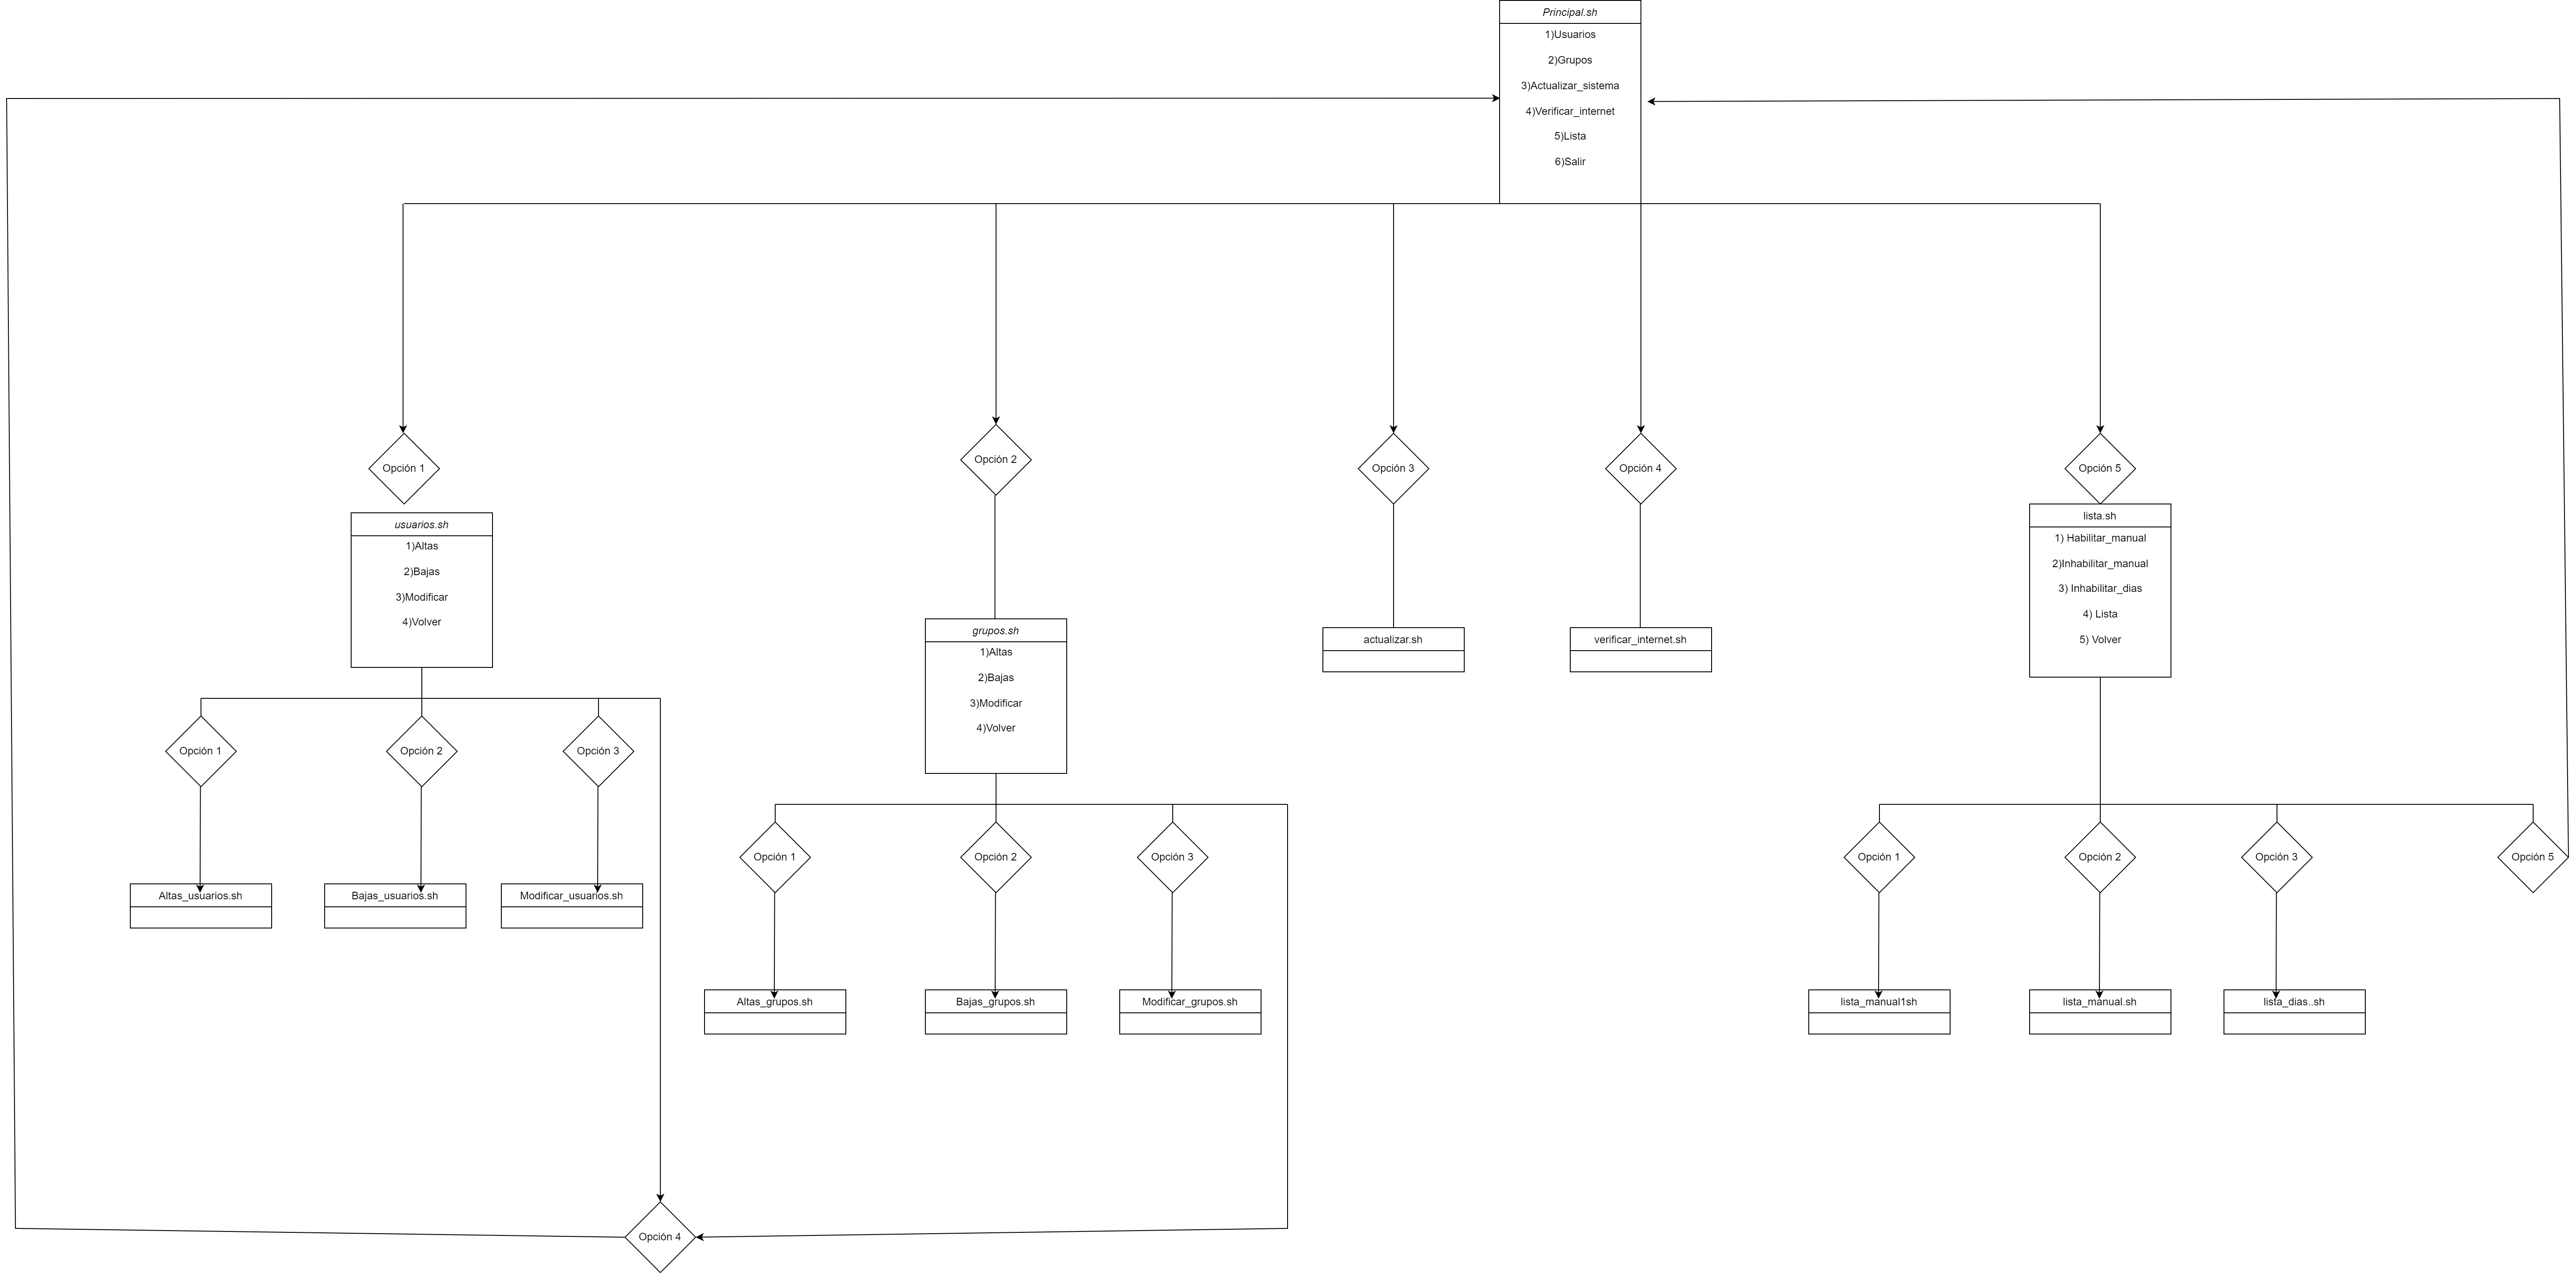 Principal.sh
1)Usuarios
2)Grupos
3)Actualizar_sistema
4)Verificar_internet
5)Lista
6)Salir
Opción 1
Opción 2
Opción 3
Opción 4
Opción 5
usuarios.sh
1)Altas
2)Bajas
3)Modificar
4)Volver
grupos.sh
1)Altas
2)Bajas
3)Modificar
4)Volver
actualizar.sh
verificar_internet.sh
lista.sh
1) Habilitar_manual
2)Inhabilitar_manual
3) Inhabilitar_dias
4) Lista
5) Volver
Opción 1
Opción 2
Opción 3
Altas_usuarios.sh
Bajas_usuarios.sh
Modificar_usuarios.sh
Opción 1
Opción 2
Opción 3
Altas_grupos.sh
Bajas_grupos.sh
Modificar_grupos.sh
Opción 1
Opción 2
Opción 3
Opción 5
lista_manual1sh
lista_manual.sh
lista_dias..sh
Opción 4